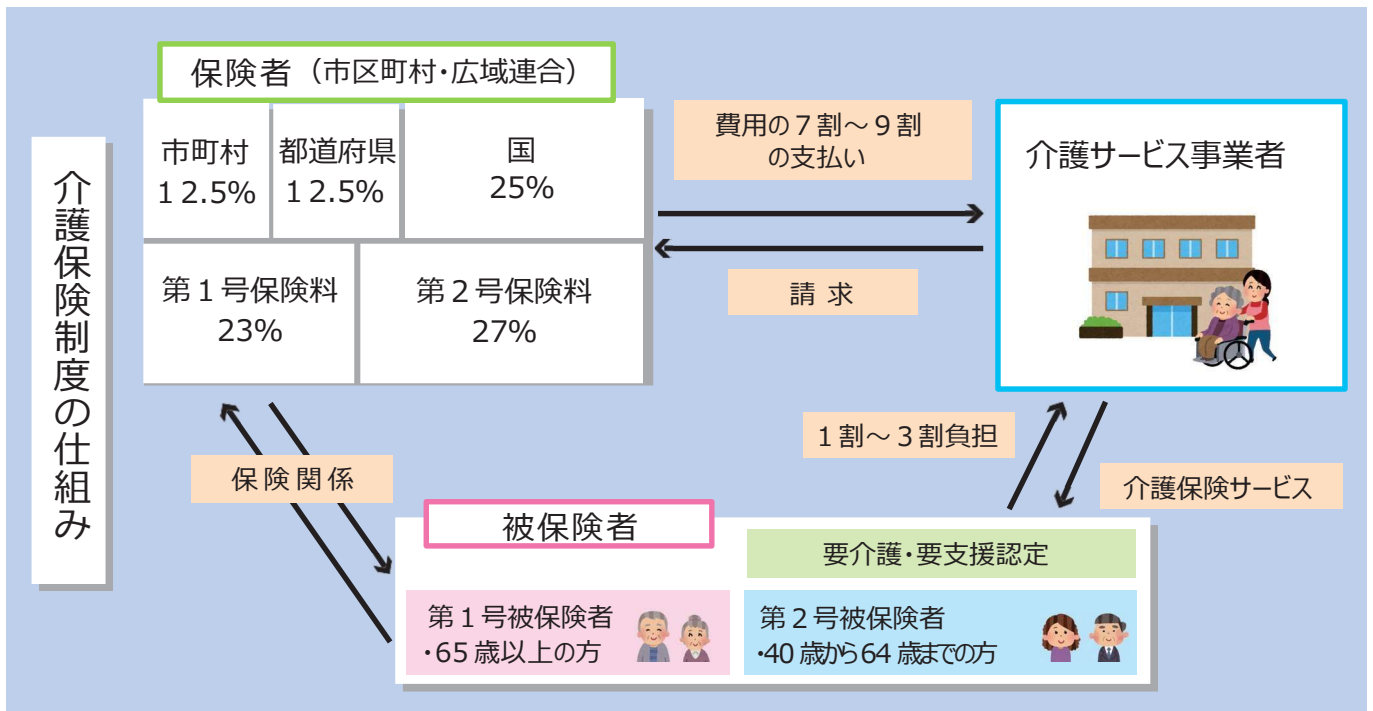 介護保険制度の仕組み
保険者（市区町村・広域連合）
市町村
１２.5%
都道府県
１２.5%
国
25%
第１号保険料
23%
第２号保険料
27%
費用の７割～９割
の支払い
請求
介護サービス事業者
保険関係
１割～３割負担
介護保険サービス
被保険者
要介護・要支援認定
第１号被保険者
・65歳以上の方
第２号被保険者
・40歳から64歳までの方